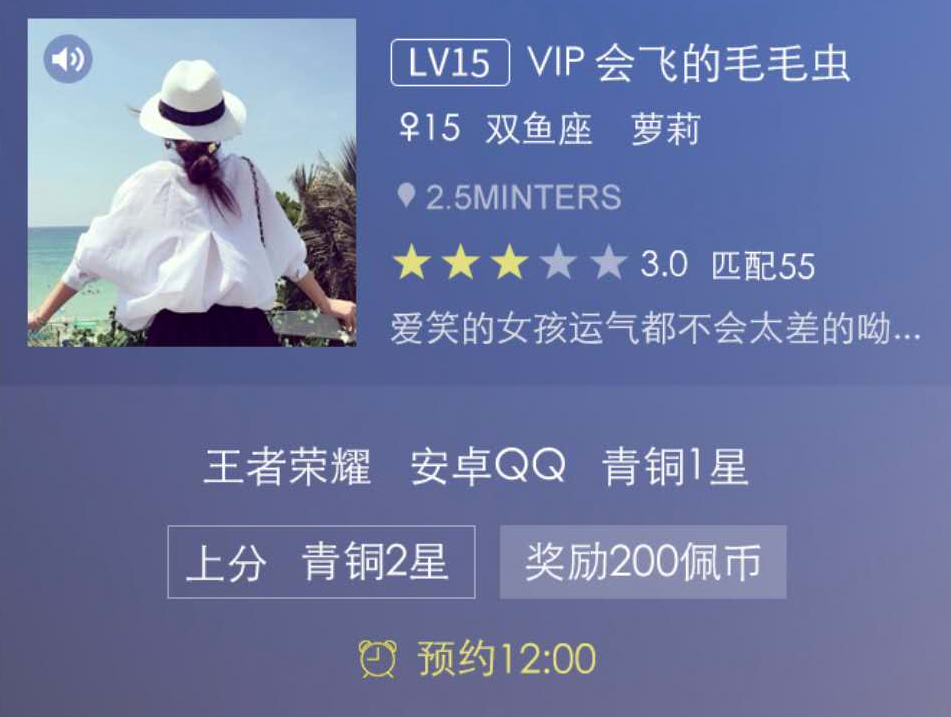 LV15 VIP 会飞的毛毛虫
♀15 双鱼座 萝莉
2.5MINTERS
3.0 匹配55
爱笑的女孩运气都不会太差的呦...
王者荣耀 安卓QQ 青铜1星
上分 青铜2星 奖励200佩币
预约12:00